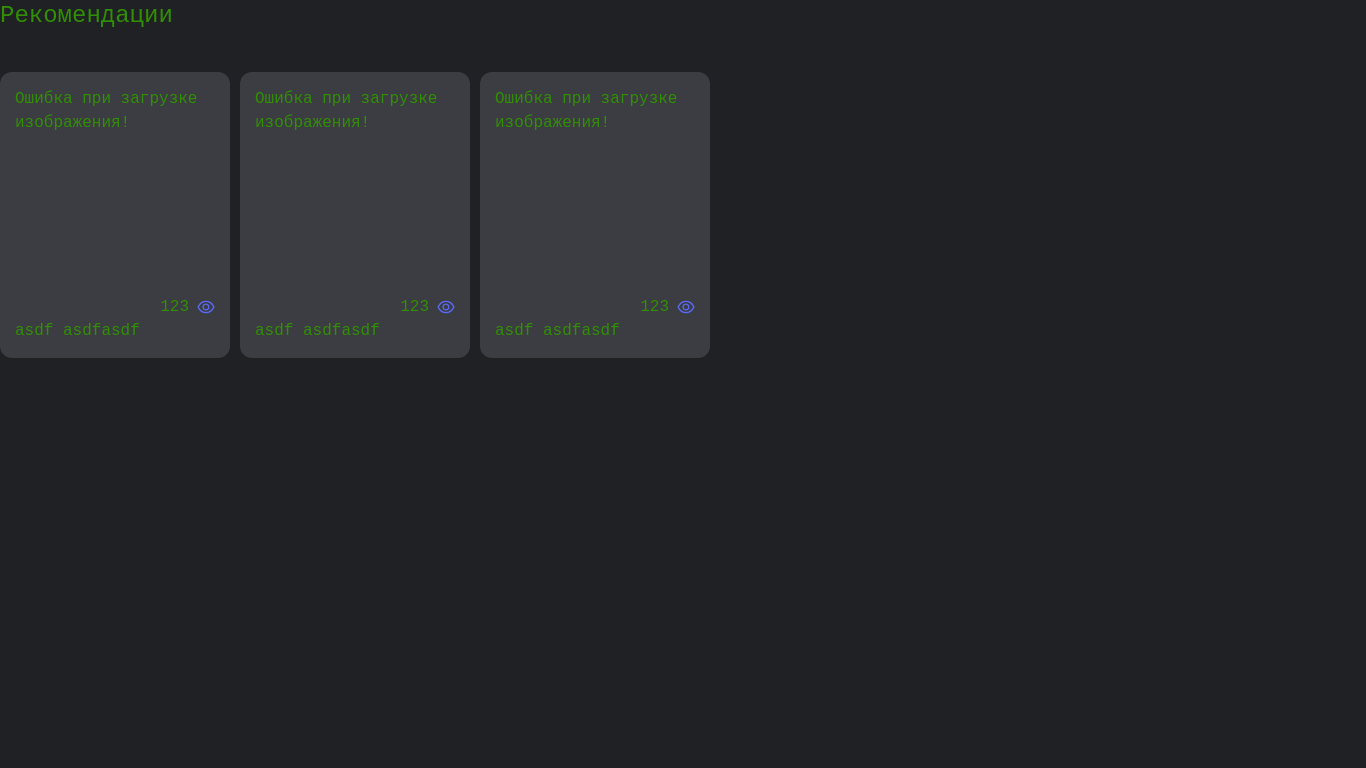 Рекомендации
Ошибка при загрузке
изображения!
123
asdf asdfasdf
Ошибка при загрузке
изображения!
123
asdf asdfasdf
Ошибка при загрузке
изображения!
123
asdf asdfasdf